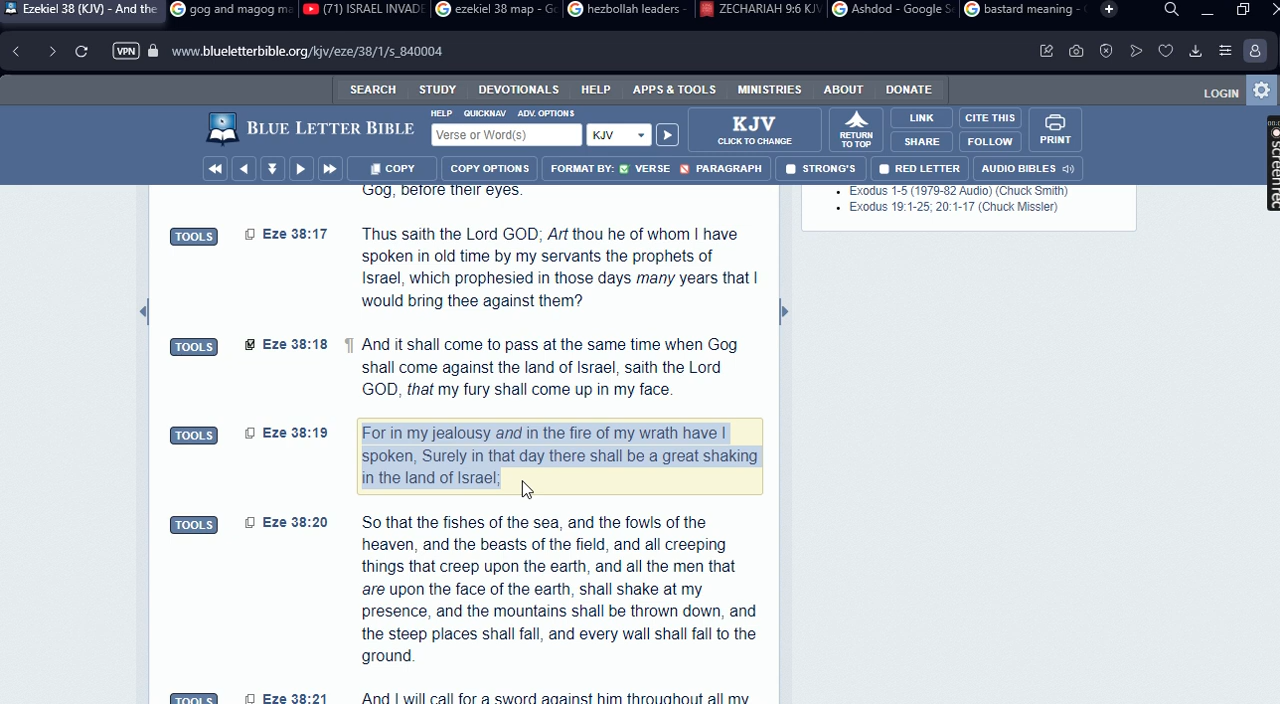 Ezekiel 38 (KJV) - And the
gog and magog ma
(71) ISRAEL INVADE
ezekiel 38 map - Go
hezbollah leaders -
ZECHARIAH 9:6 KJV
Ashdod - Google S
bastard meaning -
VPN
www.blueletterbible.org/kjv/eze/38/1/s_840004
SEARCH STUDY DEVOTIONALS HELP APPS & TOOLS MINISTRIES ABOUT DONATE
LOGIN
BLUE LETTER BIBLE
HELP QUICKNAV ADV. OPTIONS
Verse or Word(s)
KJV
KJV
CLICK TO CHANGE
RETURN
TO TOP
LINK
CITE THIS
SHARE
FOLLOW
PRINT
COPY
COPY OPTIONS
FORMAT BY: VERSE PARAGRAPH
STRONG'S
RED LETTER
AUDIO BIBLES
screenrec
Gog, before their eyes.
Exodus 1-5 (1979-82 Audio) (Chuck Smith)
Exodus 19:1-25; 20:1-17 (Chuck Missler)
TOOLS Eze 38:17 Thus saith the Lord GOD; Art thou he of whom I have
spoken in old time by my servants the prophets of
Israel, which prophesied in those days many years that I
would bring thee against them?
TOOLS Eze 38:18 ¶ And it shall come to pass at the same time when Gog
shall come against the land of Israel, saith the Lord
GOD, that my fury shall come up in my face.
TOOLS Eze 38:19 For in my jealousy and in the fire of my wrath have I
spoken, Surely in that day there shall be a great shaking
in the land of Israel;
TOOLS Eze 38:20 So that the fishes of the sea, and the fowls of the
heaven, and the beasts of the field, and all creeping
things that creep upon the earth, and all the men that
are upon the face of the earth, shall shake at my
presence, and the mountains shall be thrown down, and
the steep places shall fall, and every wall shall fall to the
ground.
TOOLS Eze 38:21 And I will call for a sword against him throughout all my